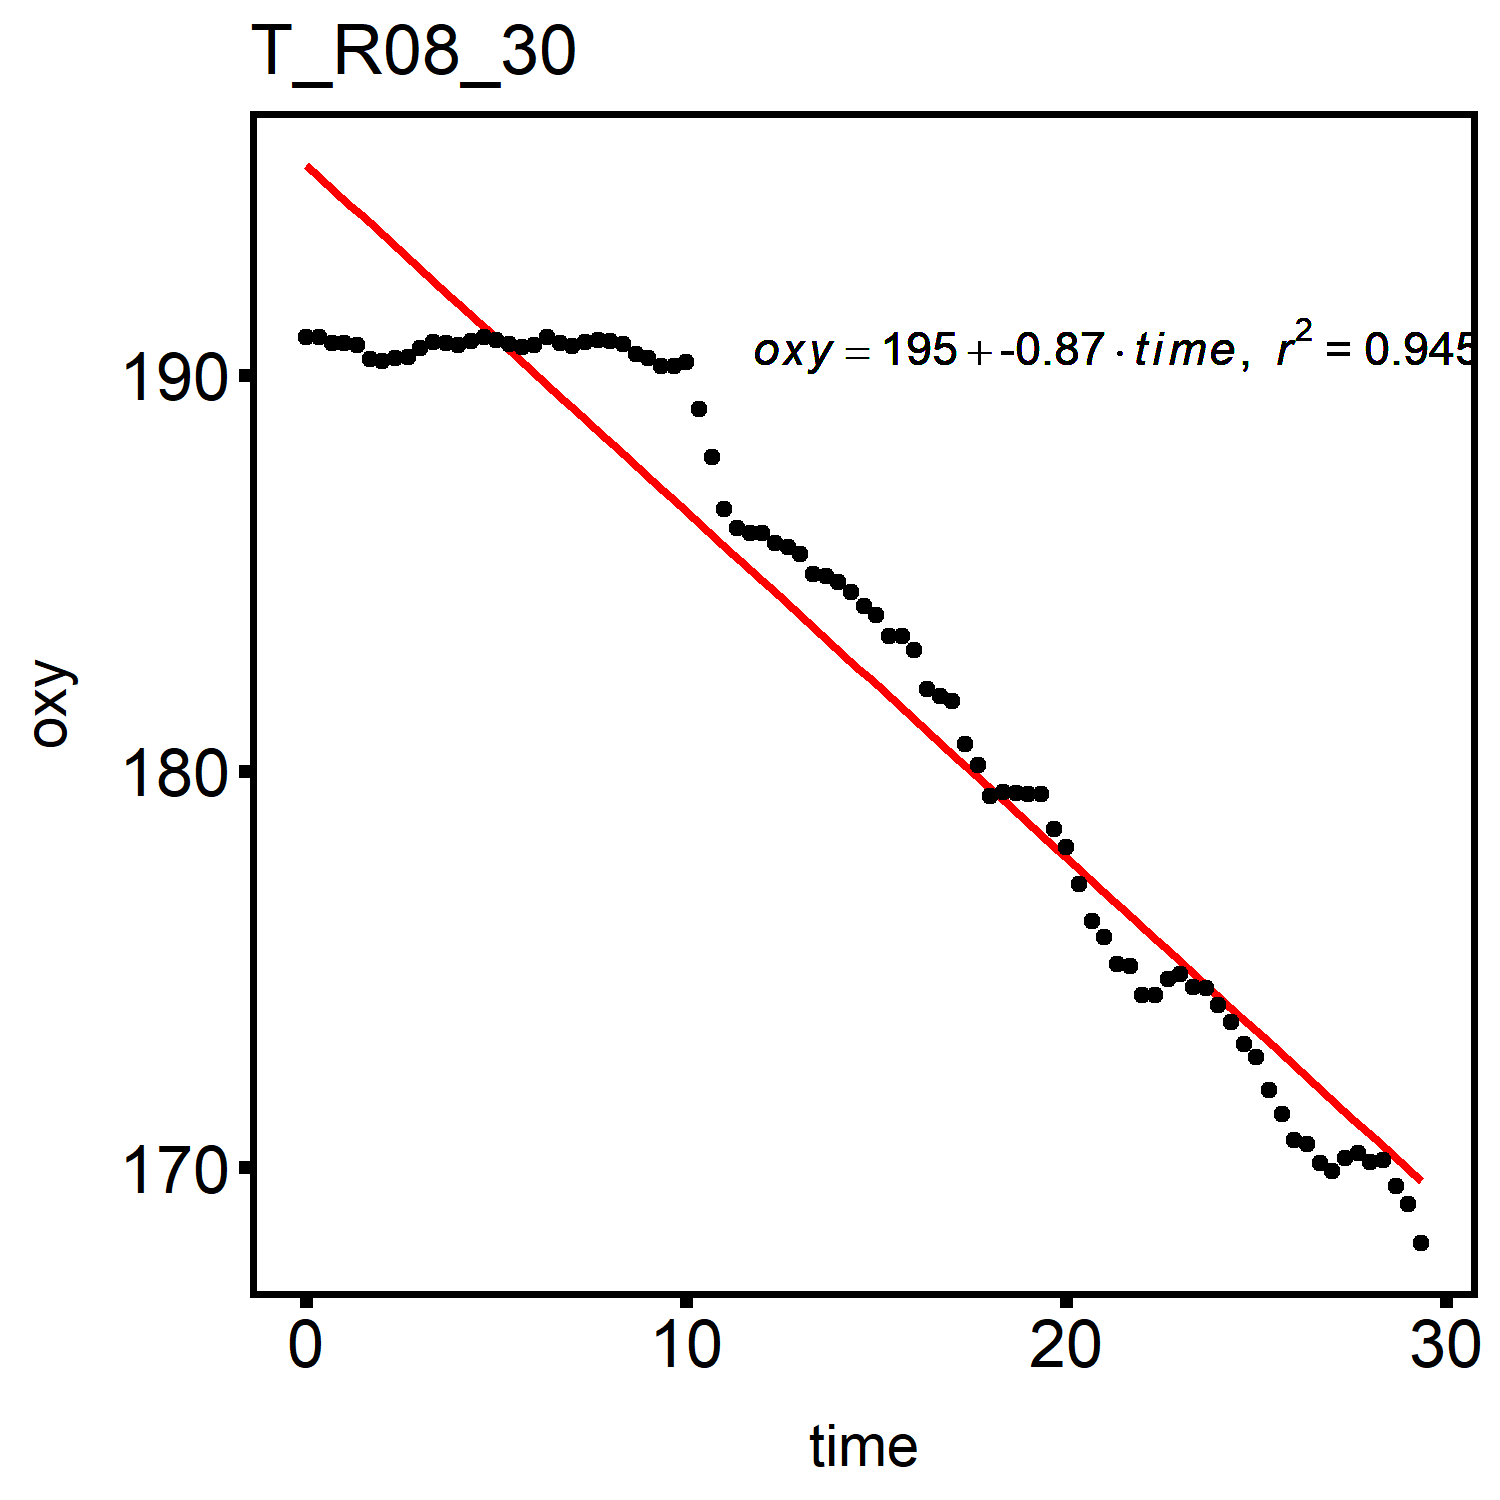 T_R08_30
oxy = 195 + -0.87 · time, r² = 0.945
190
180
170
oxy
0 10 20 30
time